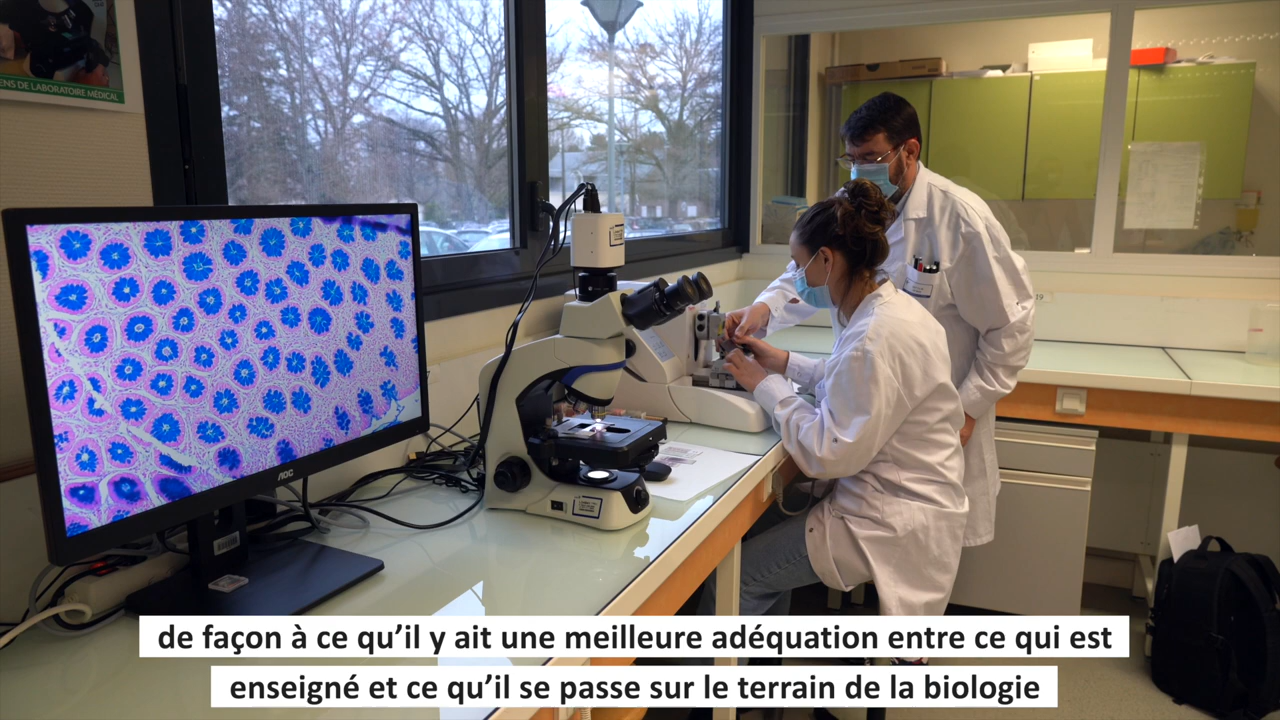 ENS DE LABORATOIRE MÉDICAL
AOC
19
de façon à ce qu’il y ait une meilleure adéquation entre ce qui est
enseigné et ce qu’il se passe sur le terrain de la biologie